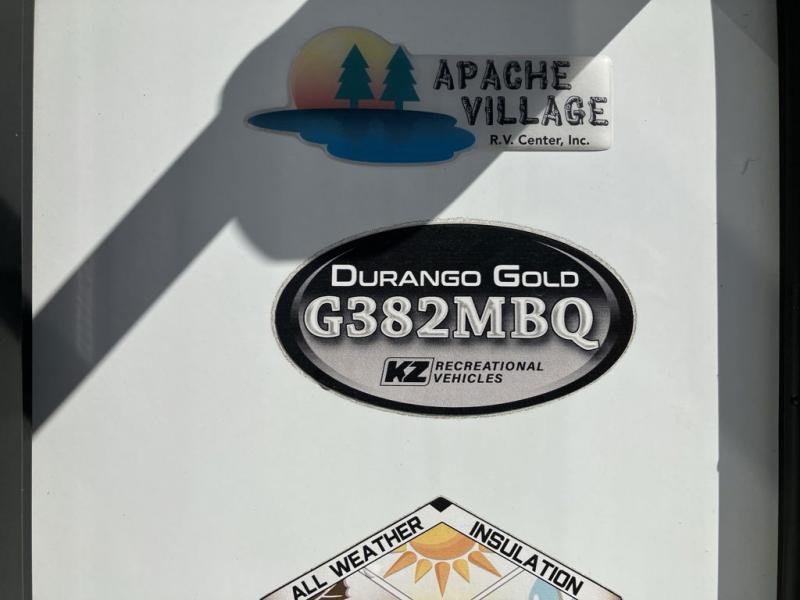 APACHE
VILLAGE
R.V. Center, Inc.
DURANGO GOLD
G382MBQ
KZ RECREATIONAL
VEHICLES
ALL WEATHER INSULATION